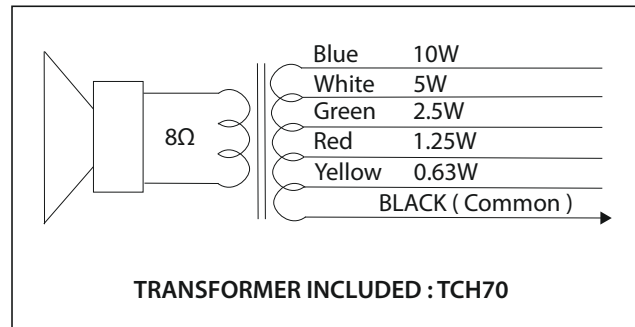 Blue 10W
White 5W
Green 2.5W
8Ω
Red 1.25W
Yellow 0.63W
BLACK ( Common )
TRANSFORMER INCLUDED : TCH70